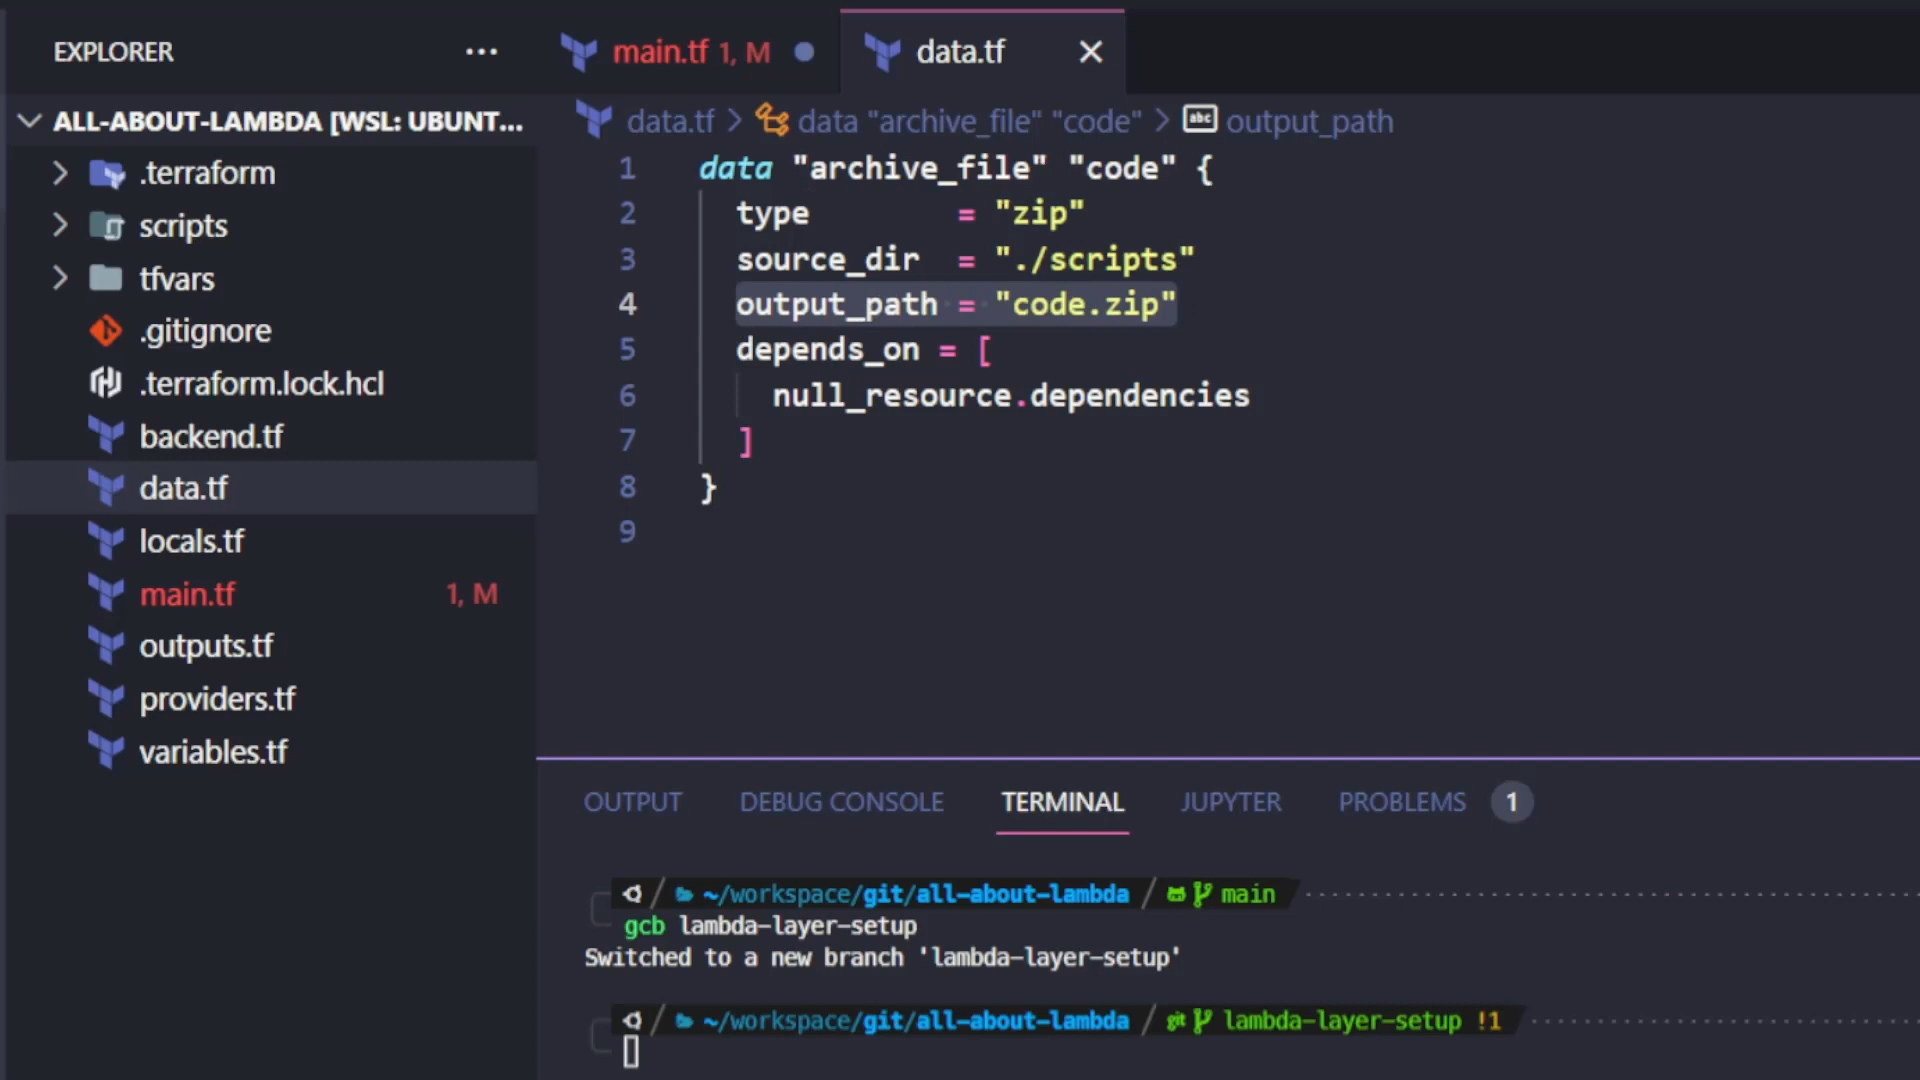 EXPLORER ...
main.tf 1, M
data.tf
ALL-ABOUT-LAMBDA [WSL: UBUNT...
.terraform
scripts
tfvars
.gitignore
.terraform.lock.hcl
backend.tf
data.tf
locals.tf
main.tf 1, M
outputs.tf
providers.tf
variables.tf
data.tf > data "archive_file" "code" > abc output_path
1 data "archive_file" "code" {
2 type = "zip"
3 source_dir = "./scripts"
4 output_path = "code.zip"
5 depends_on = [
6 null_resource.dependencies
7 ]
8 }
9
OUTPUT DEBUG CONSOLE TERMINAL JUPYTER PROBLEMS 1
~/workspace/git/all-about-lambda / main
gcb lambda-layer-setup
Switched to a new branch 'lambda-layer-setup'
~/workspace/git/all-about-lambda / git lambda-layer-setup !1